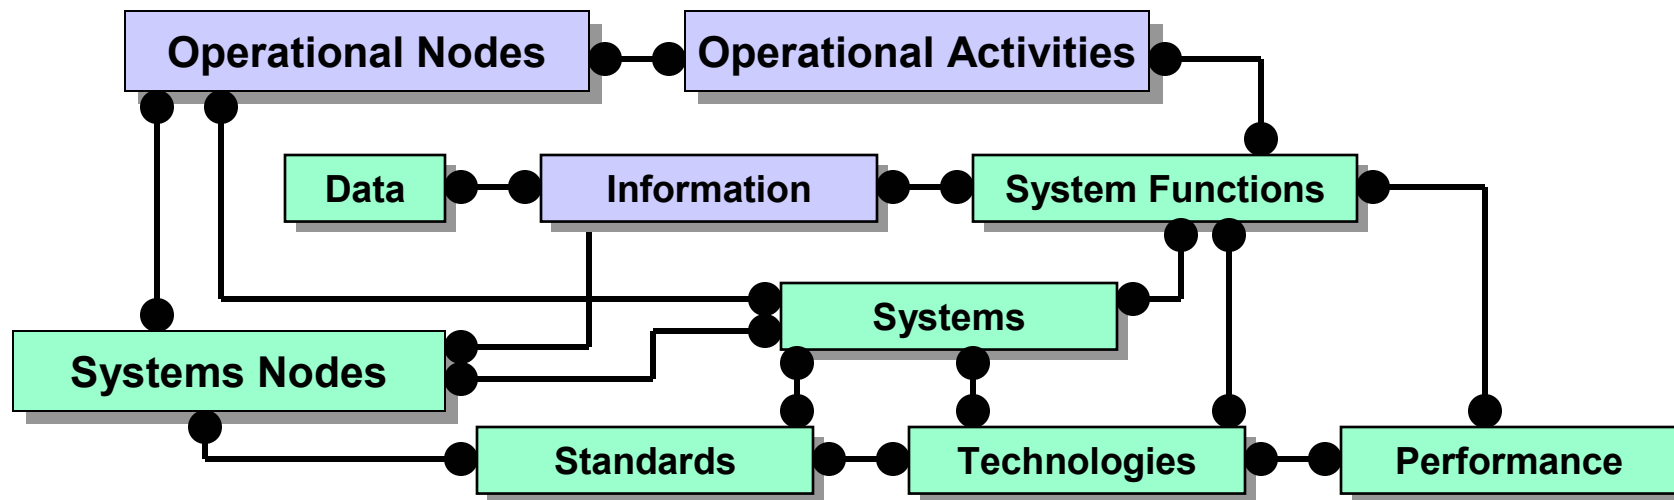 Operational Nodes
Operational Activities
Data
Information
System Functions
Systems
Systems Nodes
Standards
Technologies
Performance